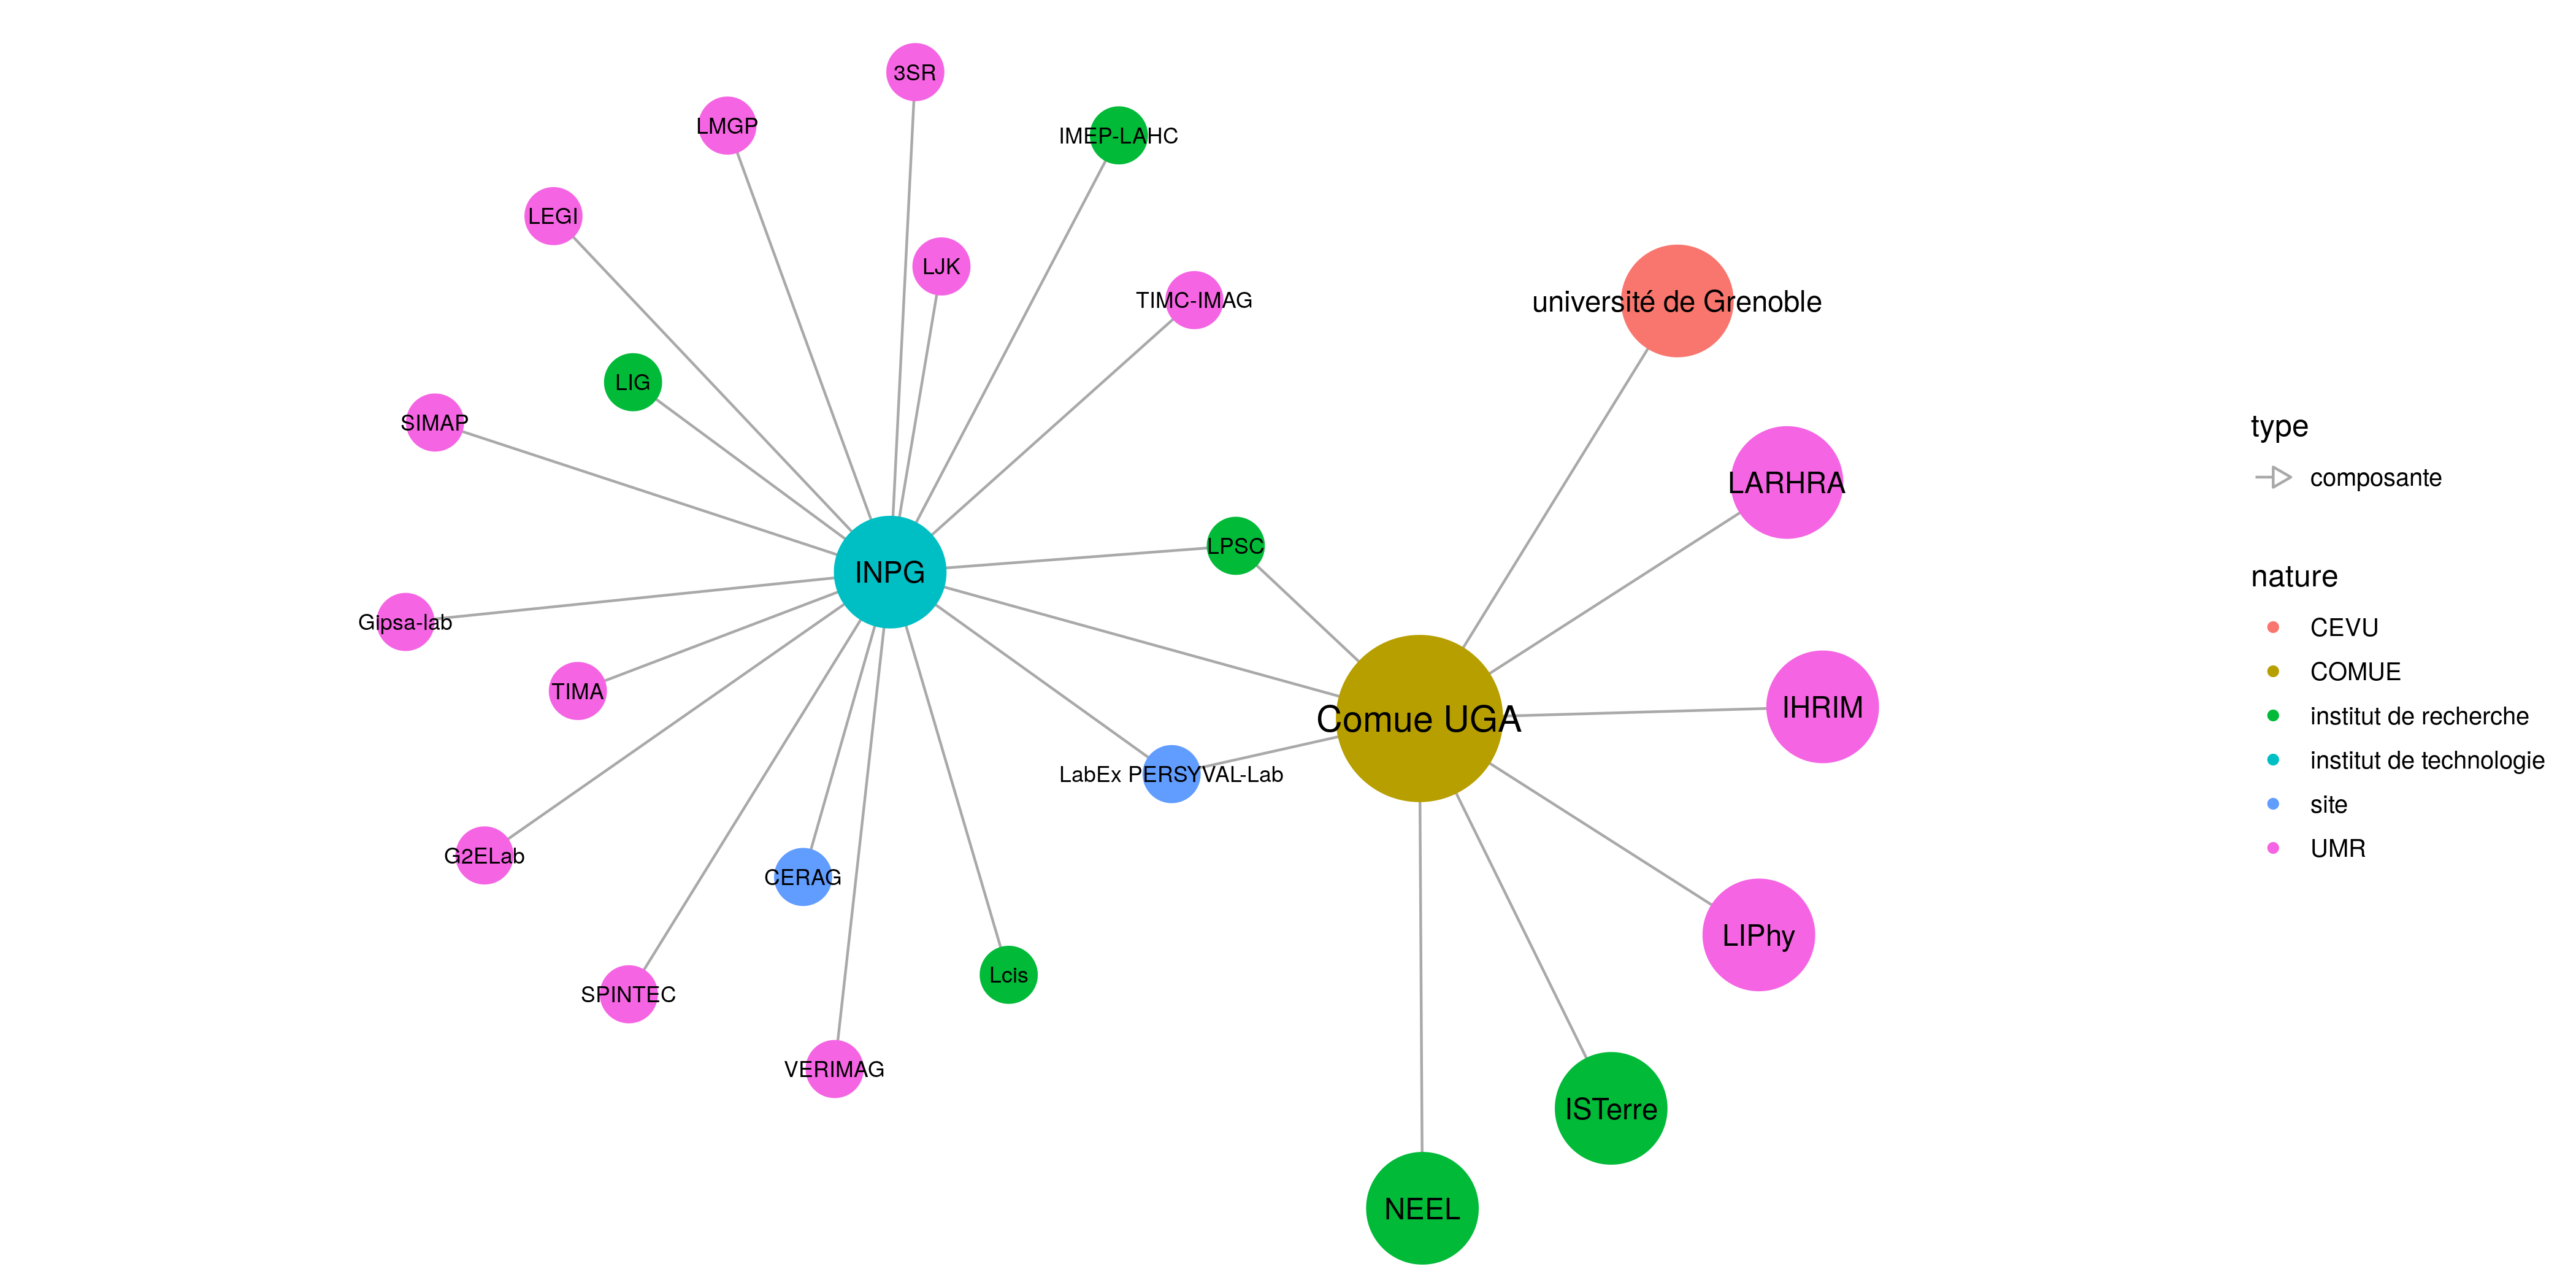 3SR
LMGP
IMEP-LAHC
LEGI
LJK
TIMC-IMAG
université de Grenoble
LIG
SIMAP
LARHRA
LPSC
INPG
Gipsa-lab
TIMA
IHRIM
Comue UGA
LabEx PERSYVAL-Lab
G2ELab
CERAG
LIPhy
SPINTEC
Lcis
VERIMAG
ISTerre
NEEL
type
composante
nature
CEVU
COMUE
institut de recherche
institut de technologie
site
UMR